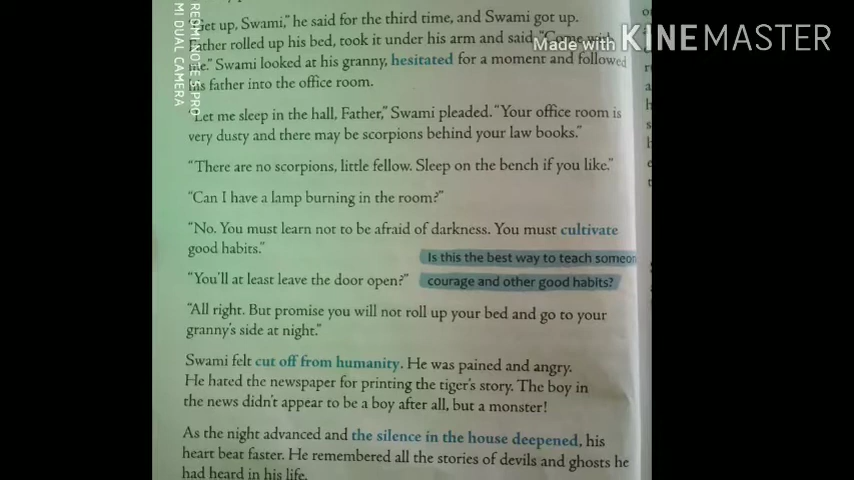 "Get up, Swami," he said for the third time, and Swami got up.
Father rolled up his bed, took it under his arm and said, "Come with
me." Swami looked at his granny, hesitated for a moment and followed
his father into the office room.
"Let me sleep in the hall, Father," Swami pleaded. "Your office room is
very dusty and there may be scorpions behind your law books."
"There are no scorpions, little fellow. Sleep on the bench if you like."
"Can I have a lamp burning in the room?"
"No. You must learn not to be afraid of darkness. You must cultivate
good habits."
Is this the best way to teach
courage and other good habits?
"You'll at least leave the door open?"
"All right. But promise you will not roll up your bed and go to your
granny's side at night."
Swami felt cut off from humanity. He was pained and angry.
He hated the newspaper for printing the tiger's story. The boy in
the news didn't appear to be a boy after all, but a monster!
As the night advanced and the silence in the house deepened, his
heart beat faster. He remembered all the stories of devils and ghosts he
had heard in his life.
Made with KINEMASTER
REDMI NOTE 5 PRO
MI DUAL CAMERA